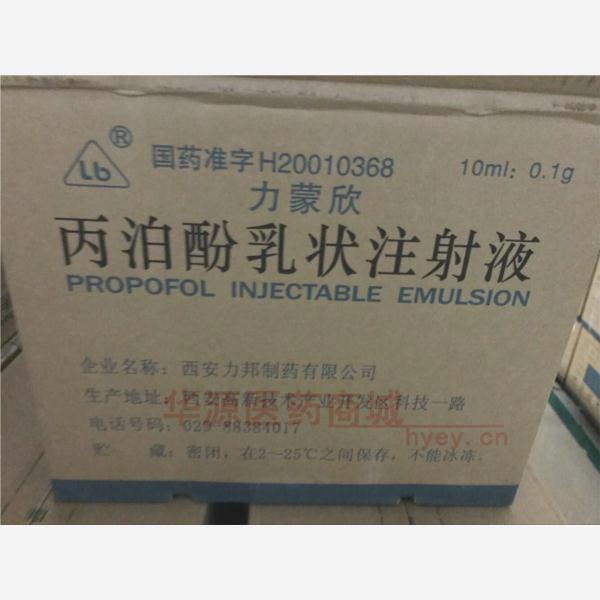 Lb®
国药准字H20010368
10ml：0.1g
力蒙欣
丙泊酚乳状注射液
PROPOFOL INJECTABLE EMULSION
企业名称：西安力邦制药有限公司
生产地址：西安高新技术产业开发区科技一路
电话号码：029-88384017
贮　藏：密闭，在2—25℃之间保存，不能冰冻。
华源医药商城
hyey.cn